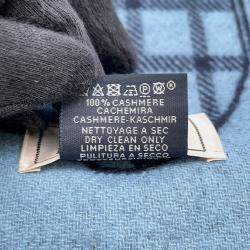 100% CASHMERE
CACHEMIRA
CASHMERE-KASCHMIR
NETTOYAGE A SEC
DRY CLEAN ONLY
LIMPIEZA EN SECO
PULITURA A SECCO